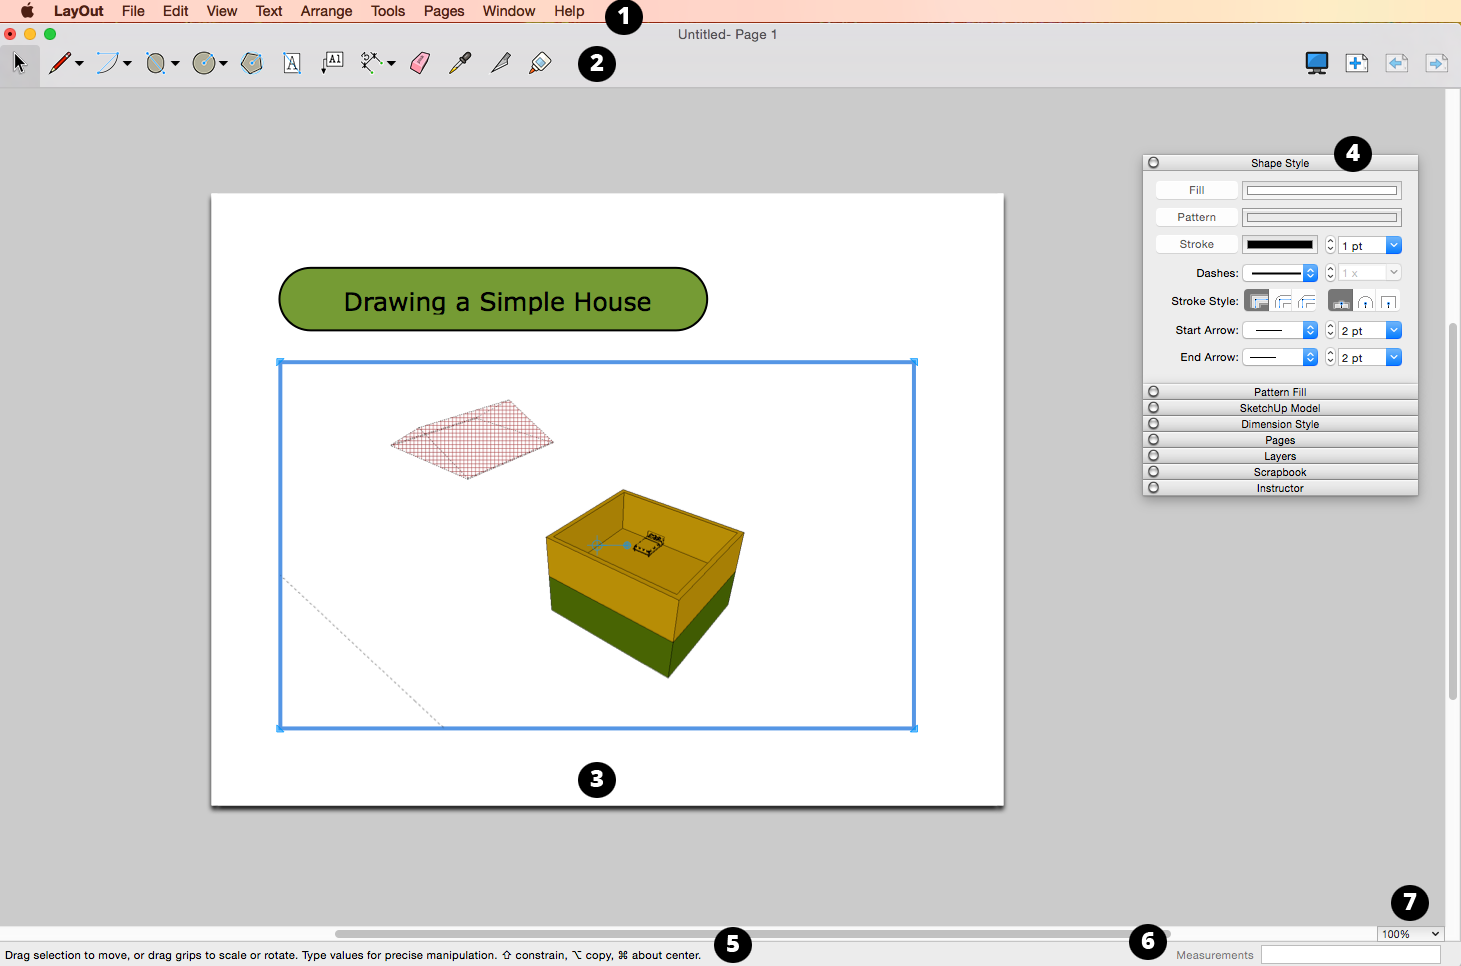 LayOut File Edit View Text Arrange Tools Pages Window Help
1
Untitled- Page 1
A
A1
2
4
Shape Style
Fill
Pattern
Stroke
1 pt
Dashes:
1 x
Stroke Style:
Start Arrow:
2 pt
End Arrow:
2 pt
Pattern Fill
SketchUp Model
Dimension Style
Pages
Layers
Scrapbook
Instructor
Drawing a Simple House
3
7
100%
Drag selection to move, or drag grips to scale or rotate. Type values for precise manipulation. ⇧ constrain, ⌥ copy, ⌘ about center.
5
6
Measurements